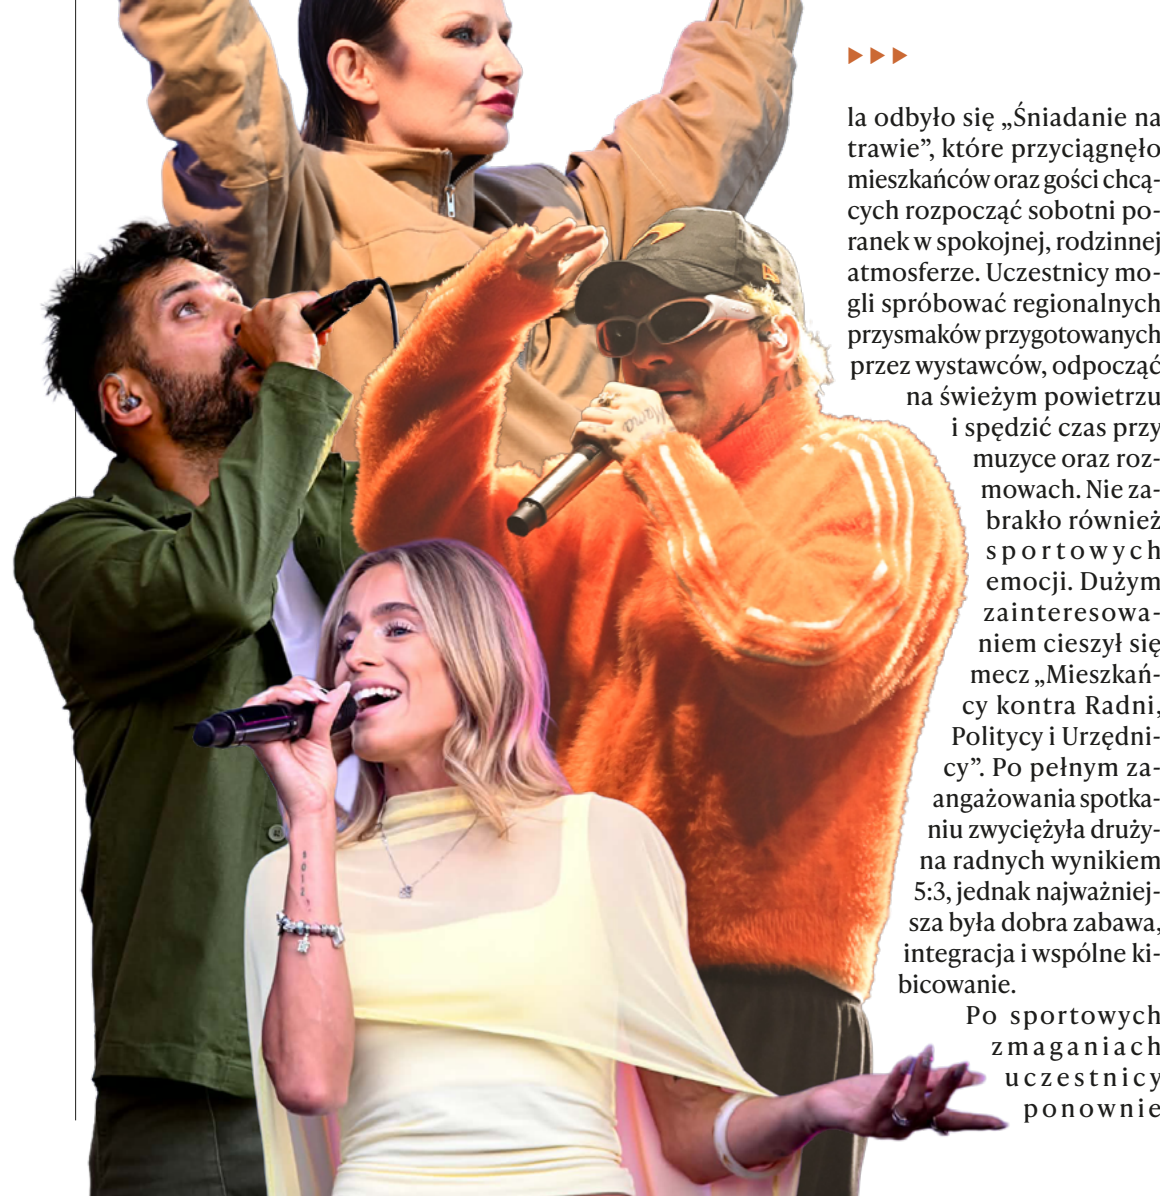 la odbyło się „Śniadanie na
trawie”, które przyciągnęło
mieszkańców oraz gości chcą-
cych rozpocząć sobotni po-
ranek w spokojnej, rodzinnej
atmosferze. Uczestnicy mo-
gli spróbować regionalnych
przysmaków przygotowanych
przez wystawców, odpocząć
na świeżym powietrzu
i spędzić czas przy
muzyce oraz roz-
mowach. Nie za-
brakło również
sportowych
emocji. Dużym
zainteresowa-
niem cieszył się
mecz „Mieszkań-
cy kontra Radni,
Politycy i Urzędni-
cy”. Po pełnym za-
angażowania spotka-
niu zwyciężyła druży-
na radnych wynikiem
5:3, jednak najważniej-
sza była dobra zabawa,
integracja i wspólne ki-
bicowanie.
Po sportowych
zmaganiach
uczestnicy
ponownie